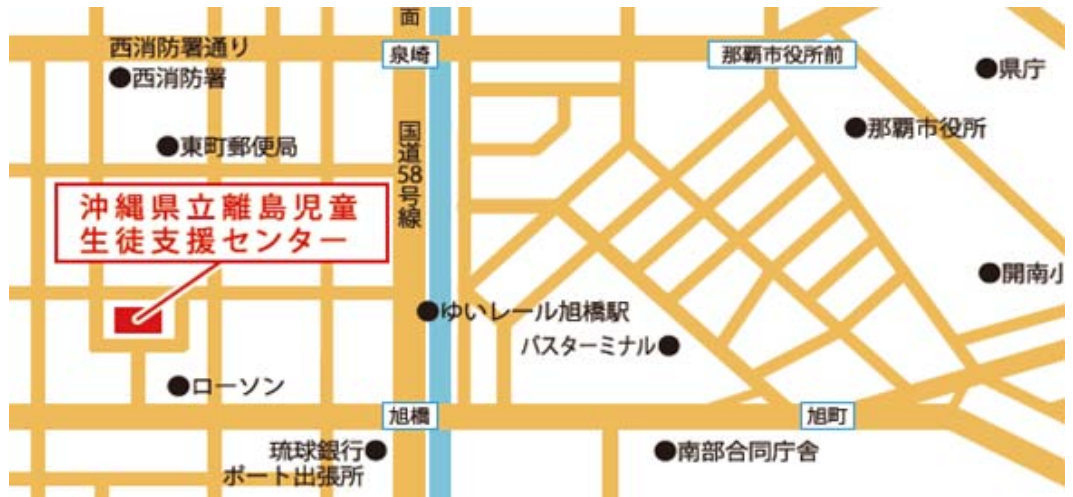 面
西消防署通り
泉崎
那覇市役所前
●西消防署
●県庁
●東町郵便局
国道58号線
●那覇市役所
沖縄県立離島児童
生徒支援センター
●開南小
●ゆいレール旭橋駅
バスターミナル●
●ローソン
旭橋
旭町
琉球銀行●
ポート出張所
●南部合同庁舎